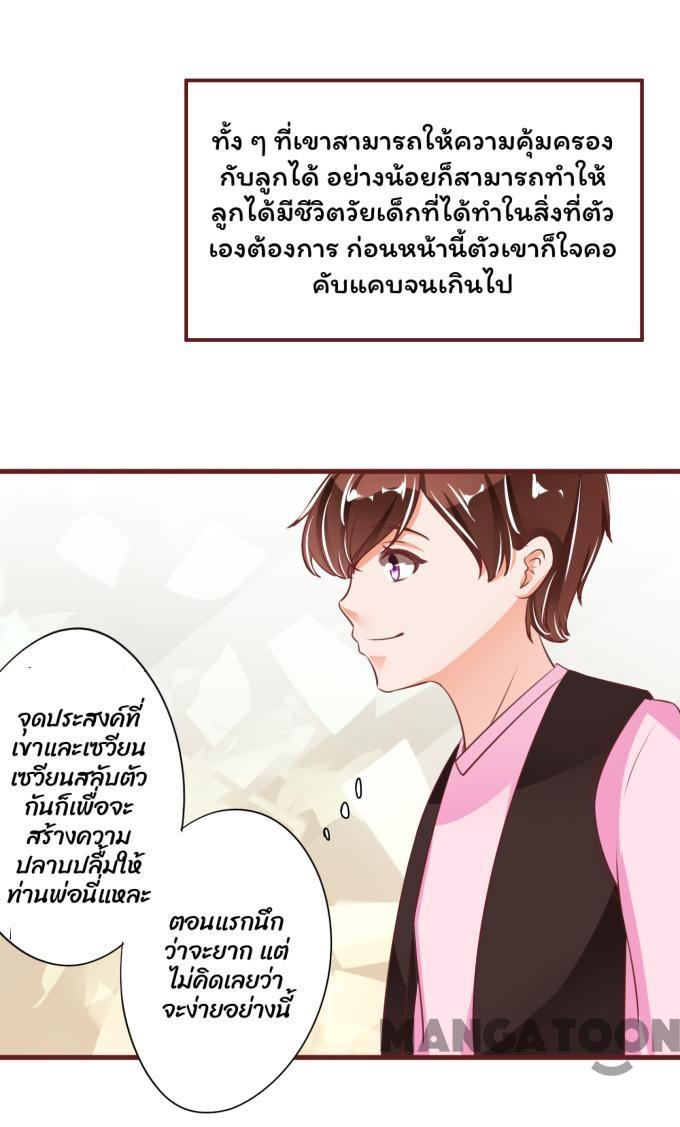 ทั้ง ๆ ที่เขาสามารถให้ความคุ้มครอง
กับลูกได้ อย่างน้อยก็สามารถทำให้
ลูกได้มีชีวิตวัยเด็กที่ได้ทำในสิ่งที่ตัว
เองต้องการ ก่อนหน้านี้ตัวเขาก็ใจคอ
คับแคบจนเกินไป
จุดประสงค์ที่
เขาและเซวียน
เซวียนสลับตัว
กันก็เพื่อจะ
สร้างความ
ปลาบปลื้มให้
ท่านพ่อนี่แหละ
ตอนแรกนึก
ว่าจะยาก แต่
ไม่คิดเลยว่า
จะง่ายอย่างนี้
MANGATOON